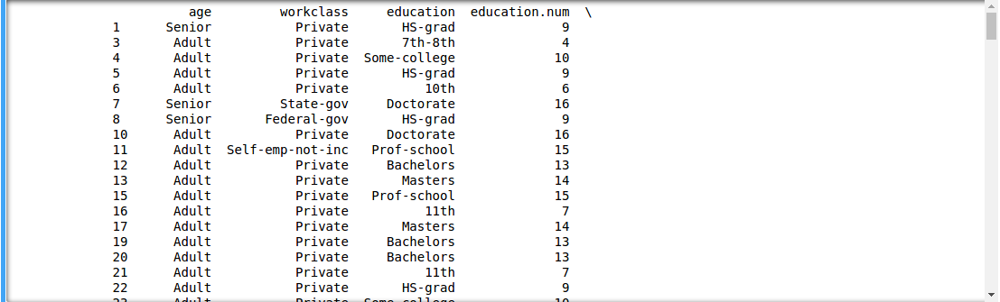 age workclass education education.num \
1 Senior Private HS-grad 9
3 Adult Private 7th-8th 4
4 Adult Private Some-college 10
5 Adult Private HS-grad 9
6 Adult Private 10th 6
7 Senior State-gov Doctorate 16
8 Senior Federal-gov HS-grad 9
10 Adult Private Doctorate 16
11 Adult Self-emp-not-inc Prof-school 15
12 Adult Private Bachelors 13
13 Adult Private Masters 14
15 Adult Private Prof-school 15
16 Adult Private 11th 7
17 Adult Private Masters 14
19 Adult Private Bachelors 13
20 Adult Private Bachelors 13
21 Adult Private 11th 7
22 Adult Private HS-grad 9
23 Adult Private Some-college 10